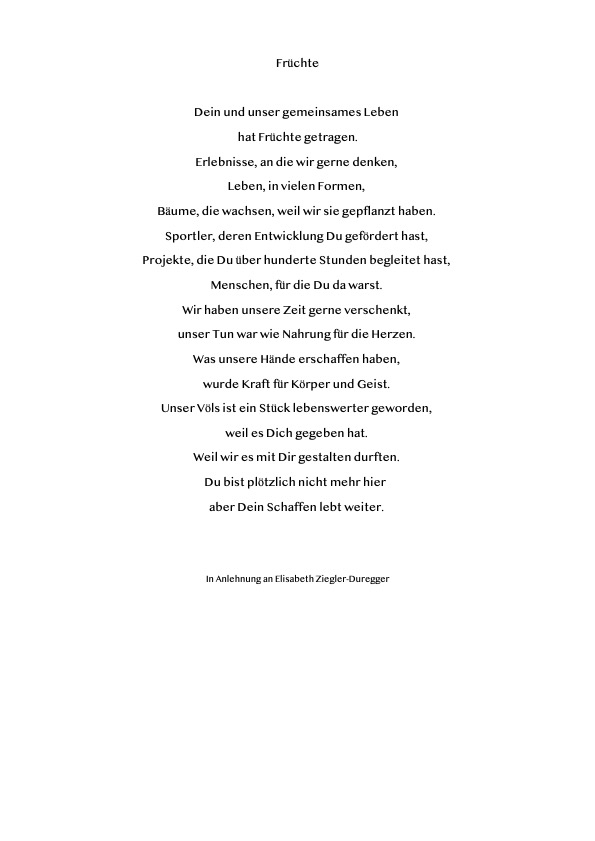 Früchte
Dein und unser gemeinsames Leben
hat Früchte getragen.
Erlebnisse, an die wir gerne denken,
Leben, in vielen Formen,
Bäume, die wachsen, weil wir sie gepflanzt haben.
Sportler, deren Entwicklung Du gefördert hast,
Projekte, die Du über hunderte Stunden begleitet hast,
Menschen, für die Du da warst.
Wir haben unsere Zeit gerne verschenkt,
unser Tun war wie Nahrung für die Herzen.
Was unsere Hände erschaffen haben,
wurde Kraft für Körper und Geist.
Unser Völs ist ein Stück lebenswerter geworden,
weil es Dich gegeben hat.
Weil wir es mit Dir gestalten durften.
Du bist plötzlich nicht mehr hier
aber Dein Schaffen lebt weiter.
In Anlehnung an Elisabeth Ziegler-Duregger